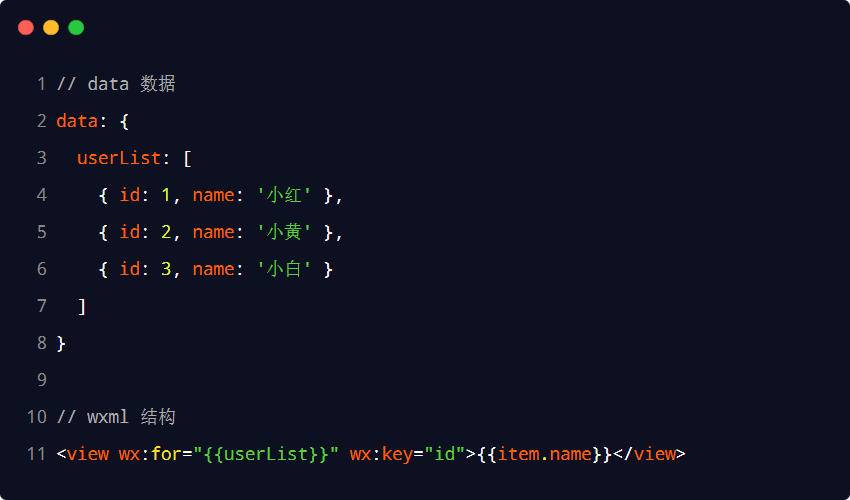 1 // data 数据
2 data: {
3   userList: [
4     { id: 1, name: '小红' },
5     { id: 2, name: '小黄' },
6     { id: 3, name: '小白' }
7   ]
8 }
9
10 // wxml 结构
11 <view wx:for="{{userList}}" wx:key="id">{{item.name}}</view>